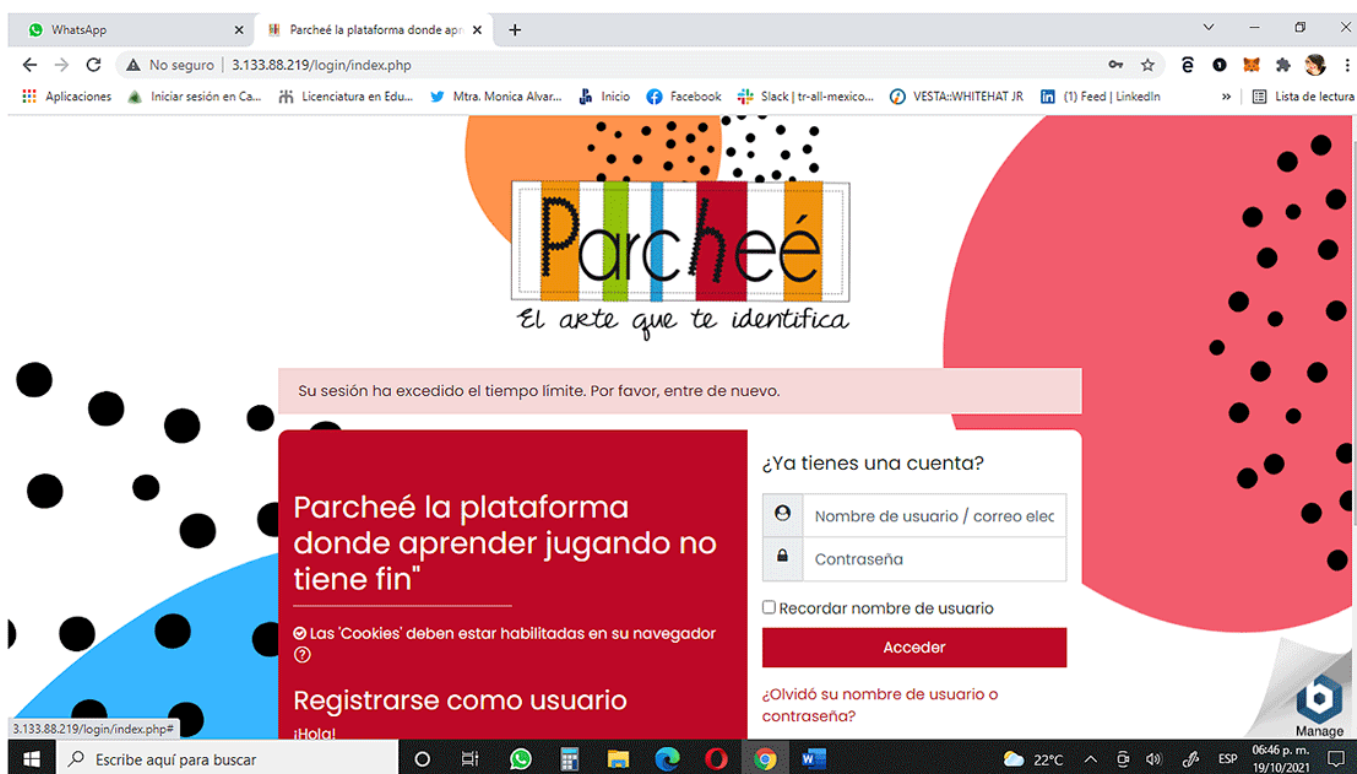 WhatsApp
Parcheé la plataforma donde apr
No seguro | 3.133.88.219/login/index.php
Aplicaciones
Iniciar sesión en Ca...
Licenciatura en Edu...
Mtra. Monica Alvar...
Inicio
Facebook
Slack | tr-all-mexico...
VESTA::WHITEHAT JR
(1) Feed | LinkedIn
»
Lista de lectura
Parcheé
El arte que te identifica
Su sesión ha excedido el tiempo límite. Por favor, entre de nuevo.
Parcheé la plataforma
donde aprender jugando no
tiene fin"
Las 'Cookies' deben estar habilitadas en su navegador
Registrarse como usuario
¡Hola!
¿Ya tienes una cuenta?
Nombre de usuario / correo elec
Contraseña
Recordar nombre de usuario
Acceder
¿Olvidó su nombre de usuario o
contraseña?
Manage
3.133.88.219/login/index.php#
Escribe aquí para buscar
22°C
ESP
06:46 p. m.
19/10/2021